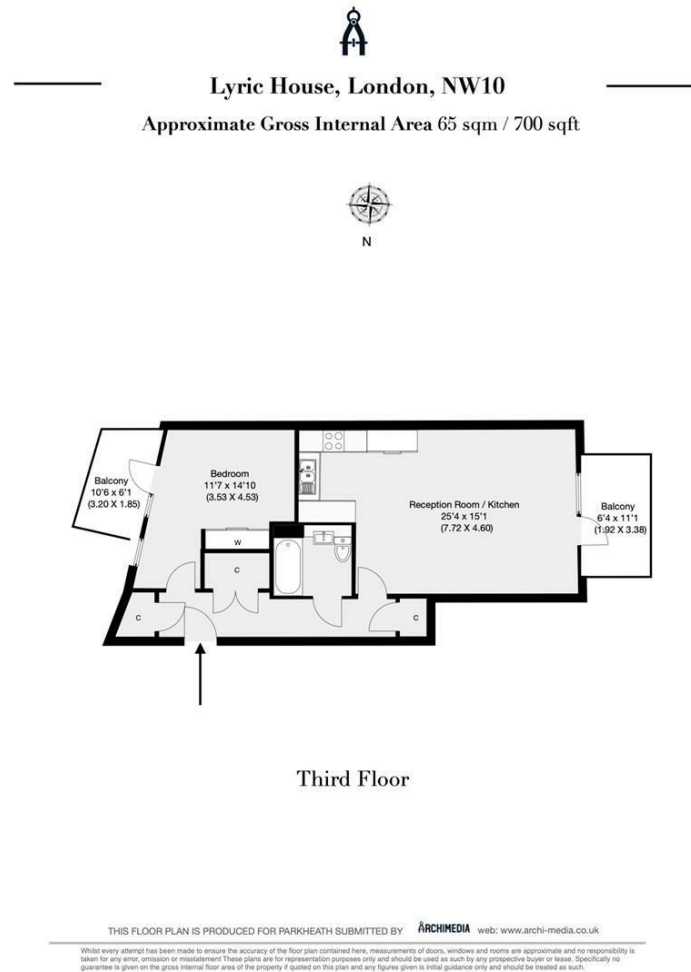 Lyric House, London, NW10
Approximate Gross Internal Area 65 sqm / 700 sqft
N
Balcony
10'6 x 6'1
(3.20 X 1.85)
Bedroom
11'7 x 14'10
(3.53 X 4.53)
Reception Room / Kitchen
25'4 x 15'1
(7.72 X 4.60)
Balcony
6'4 x 11'1
(1.92 X 3.38)
W
C
C
C
Third Floor
THIS FLOOR PLAN IS PRODUCED FOR PARKHEATH SUBMITTED BY ARCHIMEDIA web: www.archi-media.co.uk
Whilst every attempt has been made to ensure the accuracy of the floor plan contained here, measurements of doors, windows and rooms are approximate and no responsibility is
taken for any error, omission or misstatement These plans are for representation purposes only and should be used as such by any prospective buyer or lease. Specifically no
guarantee is given on the gross internal floor area of the property if quoted on this plan and any figures given is initial guidance only and should be treated as such.